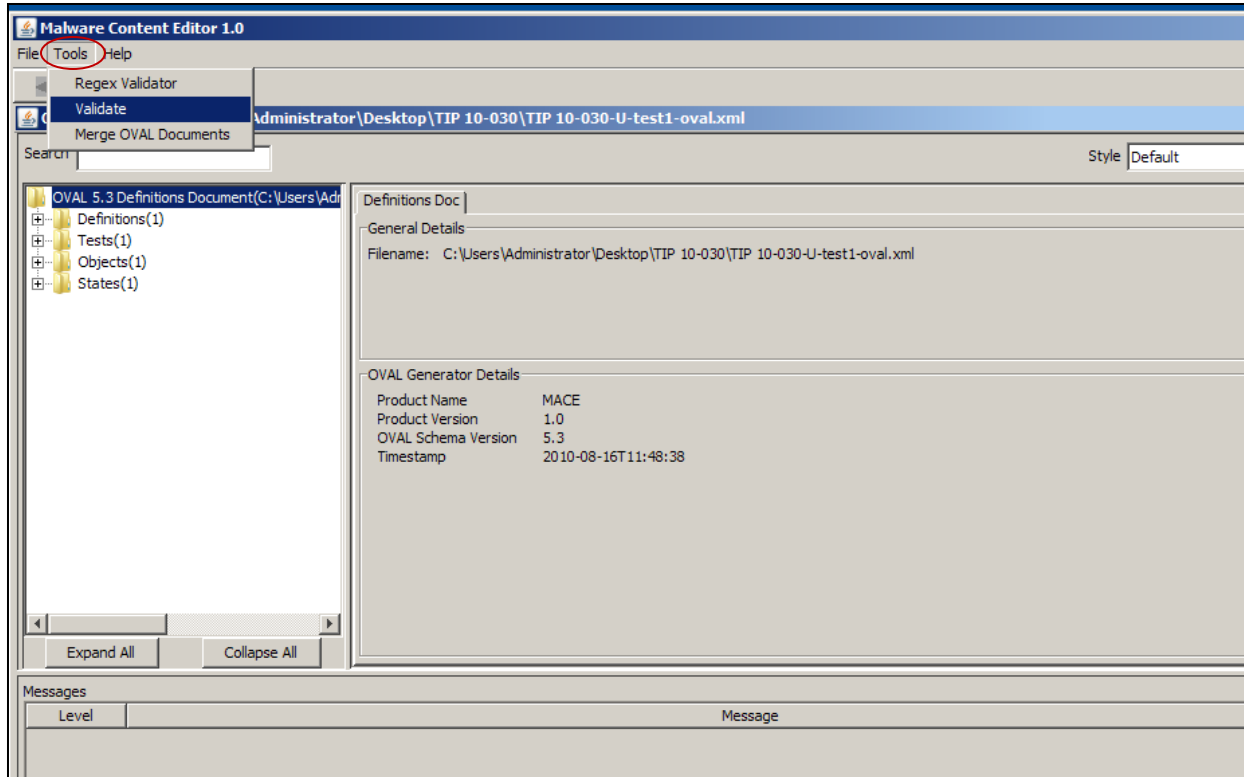 Malware Content Editor 1.0
File Tools Help
Regex Validator
Validate
Merge OVAL Documents
Administrator\Desktop\TIP 10-030\TIP 10-030-U-test1-oval.xml
Search
Style Default
OVAL 5.3 Definitions Document(C:\Users\Adr
Definitions(1)
Tests(1)
Objects(1)
States(1)
Expand All Collapse All
Definitions Doc
General Details
Filename: C:\Users\Administrator\Desktop\TIP 10-030\TIP 10-030-U-test1-oval.xml
OVAL Generator Details
Product Name MACE
Product Version 1.0
OVAL Schema Version 5.3
Timestamp 2010-08-16T11:48:38
Messages
Level Message